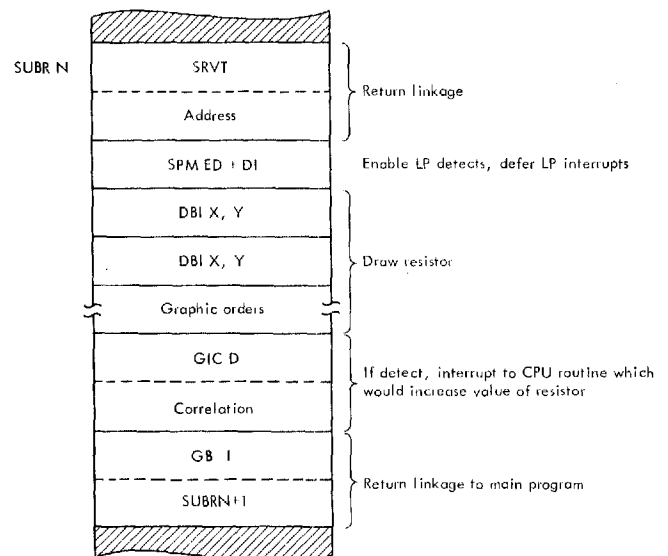 SUBR N
SRVT
Return linkage
Address
SPM ED + DI
Enable LP detects, defer LP interrupts
DBI X, Y
DBI X, Y
Draw resistor
Graphic orders
GIC D
If detect, interrupt to CPU routine which
would increase value of resistor
Correlation
GB I
Return linkage to main program
SUBRN+1